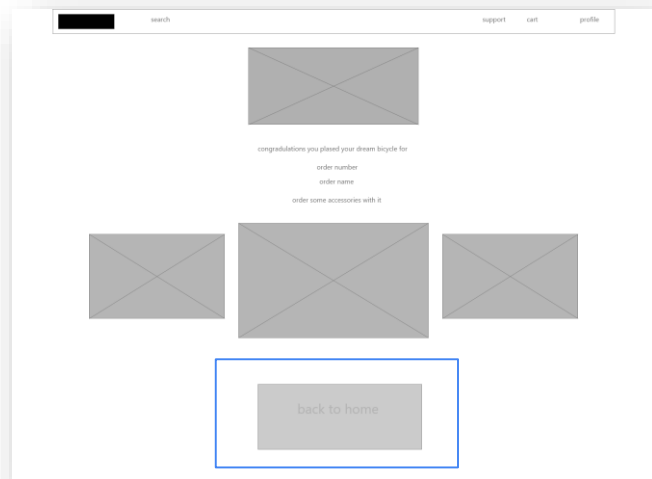 search support cart profile
congradulations you plased your dream bicycle for
order number
order name
order some accessories with it
back to home